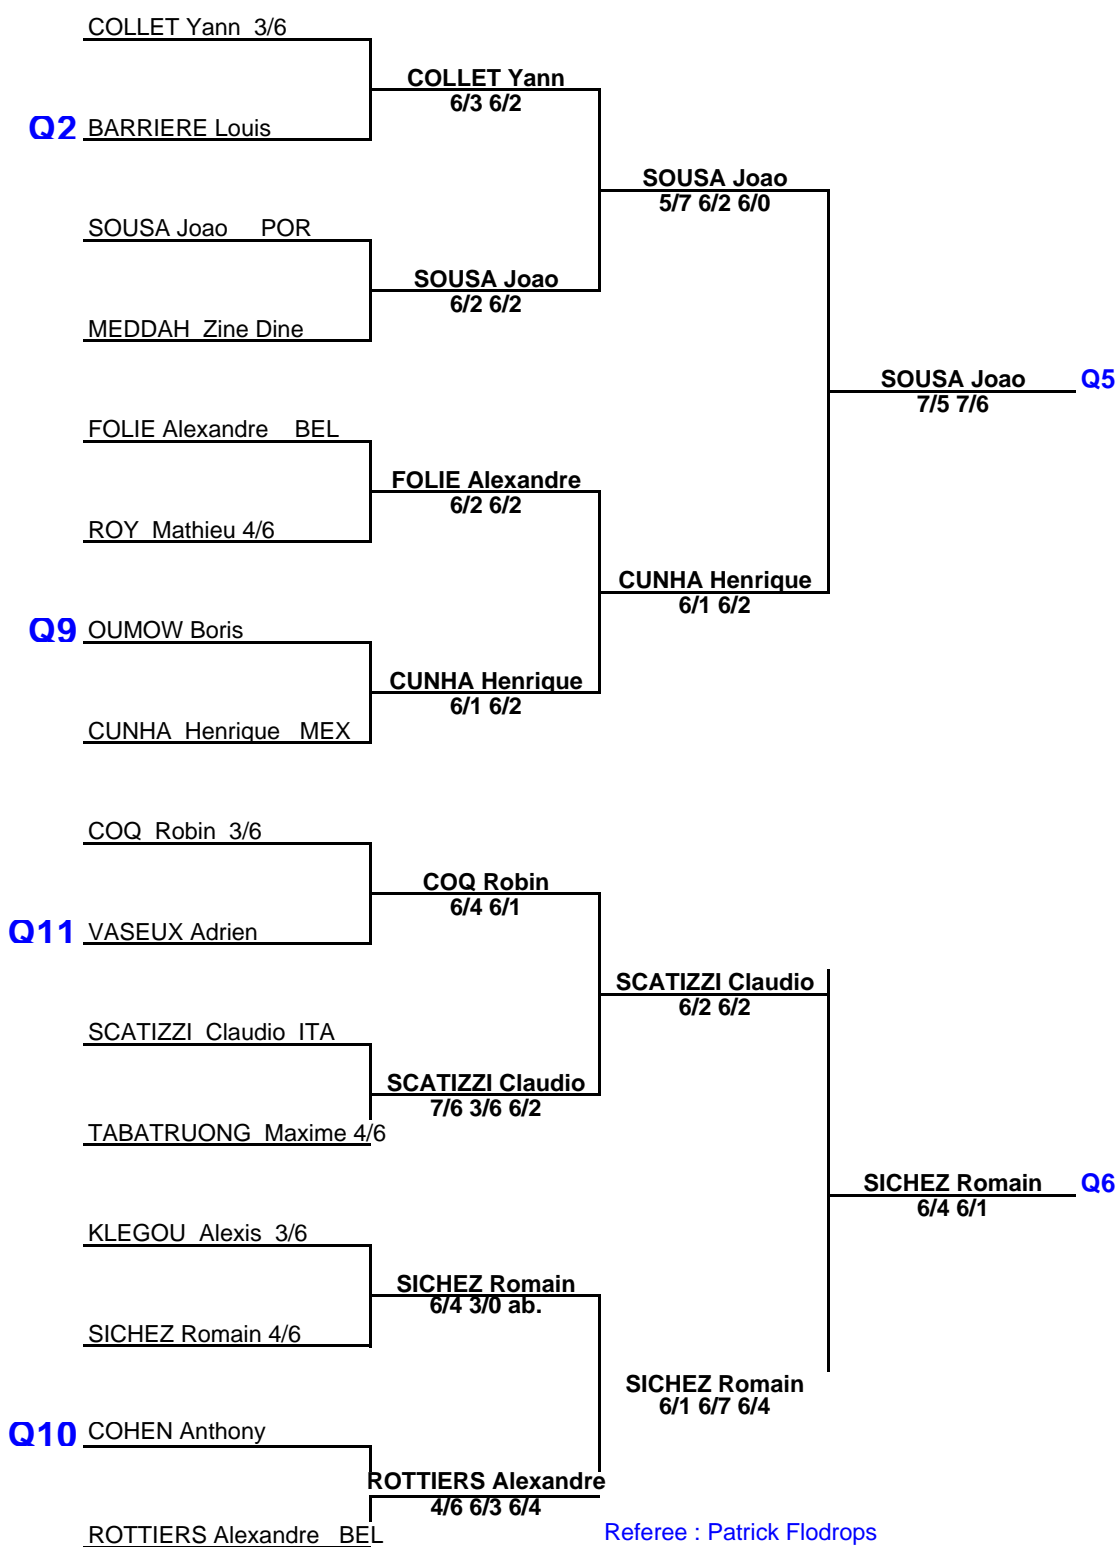 COLLET Yann 3/6
COLLET Yann
6/3 6/2
Q2 BARRIERE Louis
SOUSA Joao
5/7 6/2 6/0
SOUSA Joao POR
SOUSA Joao
6/2 6/2
MEDDAH Zine Dine
SOUSA Joao Q5
7/5 7/6
FOLIE Alexandre BEL
FOLIE Alexandre
6/2 6/2
ROY Mathieu 4/6
CUNHA Henrique
6/1 6/2
Q9 OUMOW Boris
CUNHA Henrique
6/1 6/2
CUNHA Henrique MEX
COQ Robin 3/6
COQ Robin
6/4 6/1
Q11 VASEUX Adrien
SCATIZZI Claudio
6/2 6/2
SCATIZZI Claudio ITA
SCATIZZI Claudio
7/6 3/6 6/2
TABATRUONG Maxime 4/6
SICHEZ Romain Q6
6/4 6/1
KLEGOU Alexis 3/6
SICHEZ Romain
6/4 3/0 ab.
SICHEZ Romain 4/6
SICHEZ Romain
6/1 6/7 6/4
Q10 COHEN Anthony
ROTTIERS Alexandre
4/6 6/3 6/4
ROTTIERS Alexandre BEL
Referee : Patrick Flodrops